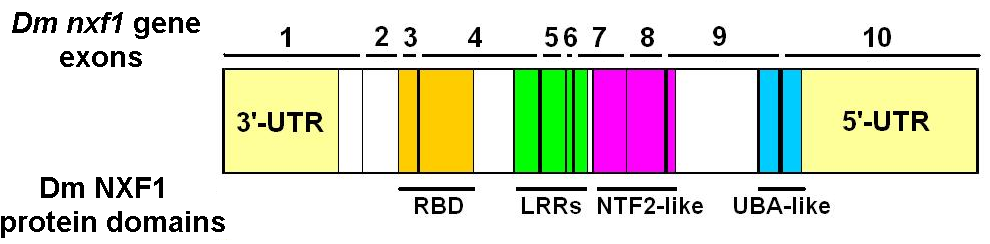 Dm nxf1 gene
exons
1 2 3 4 5 6 7 8 9 10
3'-UTR 5'-UTR
Dm NXF1
protein domains
RBD LRRs NTF2-like UBA-like